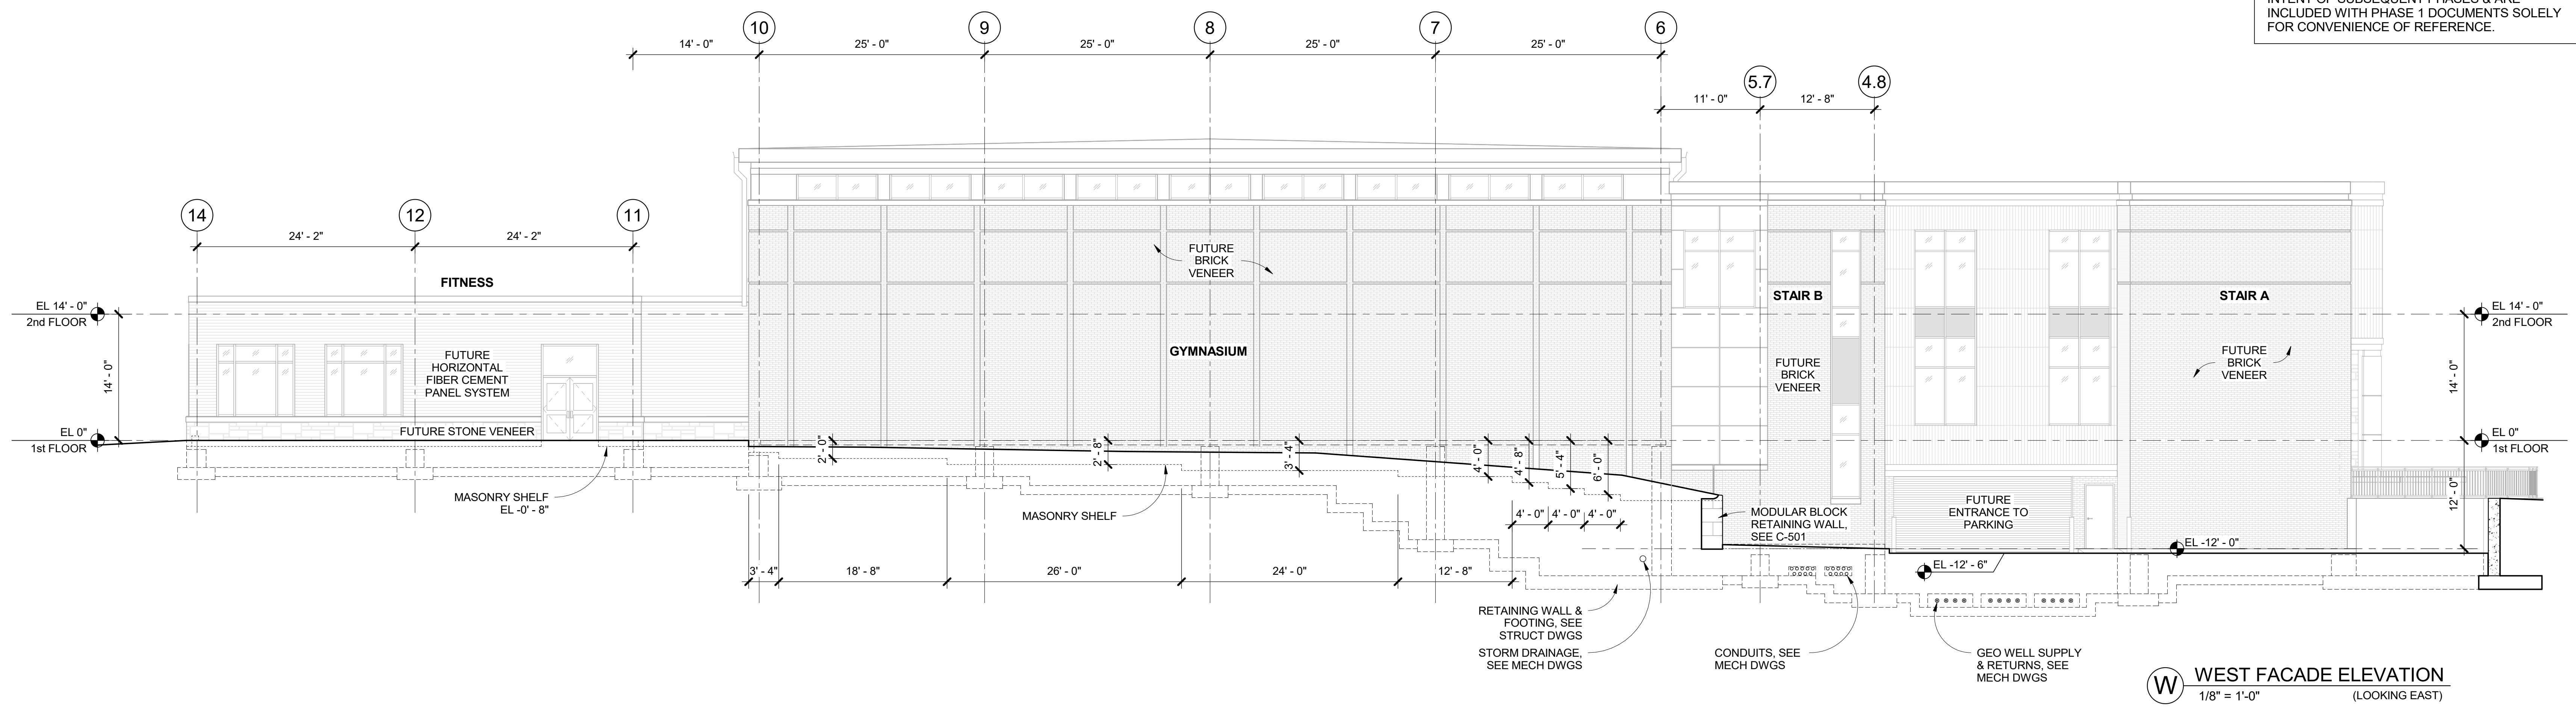 INTENT OF SUBSEQUENT PHASES & ARE
INCLUDED WITH PHASE 1 DOCUMENTS SOLELY
FOR CONVENIENCE OF REFERENCE.
10
9
8
7
6
14' - 0"
25' - 0"
25' - 0"
25' - 0"
25' - 0"
5.7
4.8
11' - 0"
12' - 8"
14
12
11
24' - 2"
24' - 2"
FITNESS
FUTURE
BRICK
VENEER
STAIR B
STAIR A
EL 14' - 0"
2nd FLOOR
EL 14' - 0"
2nd FLOOR
14' - 0"
FUTURE
HORIZONTAL
FIBER CEMENT
PANEL SYSTEM
GYMNASIUM
FUTURE
BRICK
VENEER
FUTURE
BRICK
VENEER
14' - 0"
EL 0"
1st FLOOR
FUTURE STONE VENEER
EL 0"
1st FLOOR
2' - 0"
2' - 8"
3' - 4"
4' - 0"
4' - 8"
5' - 4"
6' - 0"
12' - 0"
MASONRY SHELF
EL -0' - 8"
MASONRY SHELF
4' - 0"
4' - 0"
4' - 0"
MODULAR BLOCK
RETAINING WALL,
SEE C-501
FUTURE
ENTRANCE TO
PARKING
EL -12' - 0"
EL -12' - 6"
3' - 4"
18' - 8"
26' - 0"
24' - 0"
12' - 8"
RETAINING WALL &
FOOTING, SEE
STRUCT DWGS
STORM DRAINAGE,
SEE MECH DWGS
CONDUITS, SEE
MECH DWGS
GEO WELL SUPPLY
& RETURNS, SEE
MECH DWGS
W
WEST FACADE ELEVATION
1/8" = 1'-0"
(LOOKING EAST)